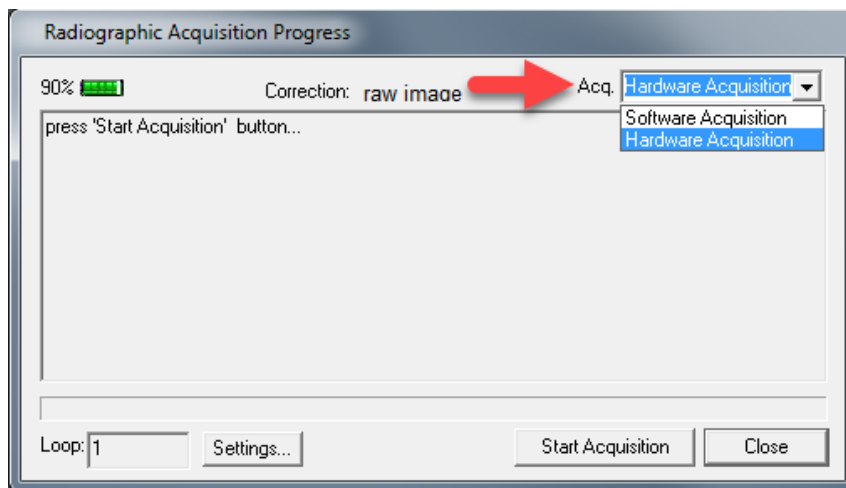 Radiographic Acquisition Progress
90% Correction: raw image Acq. Hardware Acquisition
press 'Start Acquisition' button...
Software Acquisition
Hardware Acquisition
Loop: 1 Settings... Start Acquisition Close